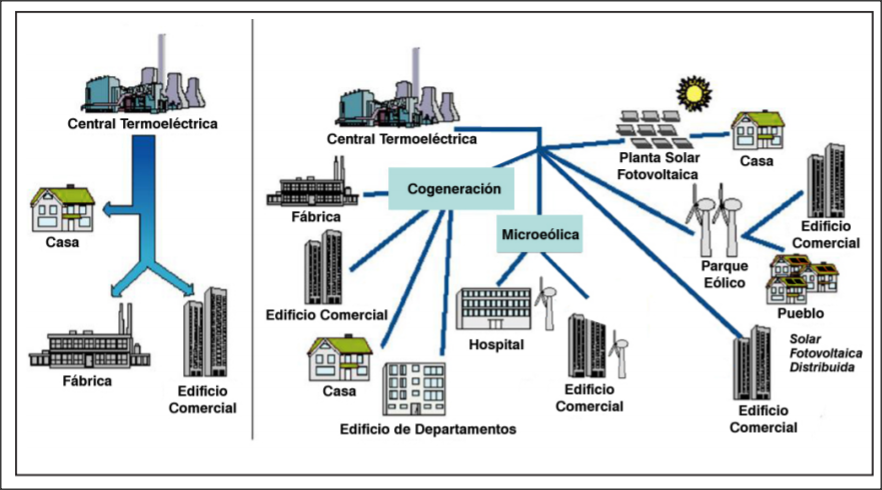 Central Termoeléctrica
Casa
Fábrica
Edificio
Comercial
Central Termoeléctrica
Cogeneración
Fábrica
Edificio Comercial
Casa
Edificio de Departamentos
Microeólica
Hospital
Edificio
Comercial
Planta Solar
Fotovoltaica
Casa
Parque
Eólico
Edificio
Comercial
Pueblo
Solar
Fotovoltaica
Distribuida
Edificio
Comercial